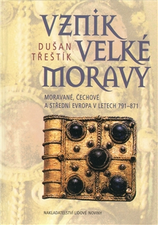 VZNIK
DUŠAN
VELKÉ
TŘEŠTÍK
MORAVY
MORAVANÉ, ČECHOVÉ
A STŘEDNÍ EVROPA V LETECH 791–871
NAKLADATELSTVÍ LIDOVÉ NOVINY